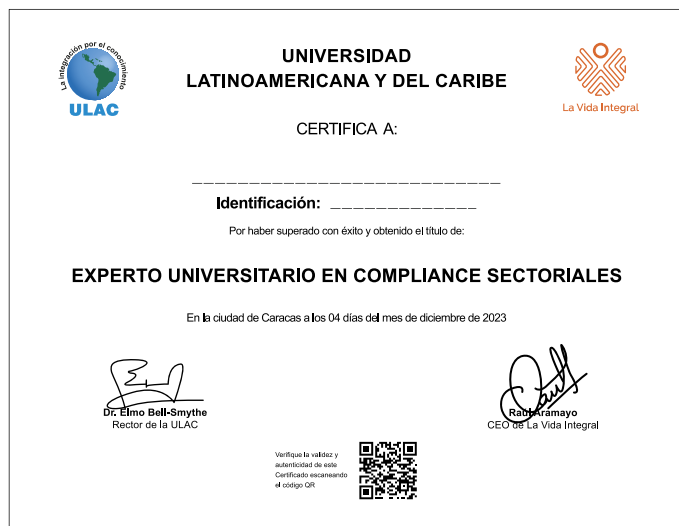 La integración por el conocimiento
ULAC
UNIVERSIDAD
LATINOAMERICANA Y DEL CARIBE
La Vida Integral
CERTIFICA A:
____________________________
Identificación: _____________
Por haber superado con éxito y obtenido el título de:
EXPERTO UNIVERSITARIO EN COMPLIANCE SECTORIALES
En la ciudad de Caracas a los 04 días del mes de diciembre de 2023
Dr. Elmo Bell-Smythe
Rector de la ULAC
Raúl Aramayo
CEO de La Vida Integral
Verifique la validez y
autenticidad de este
Certificado escaneando
el código QR